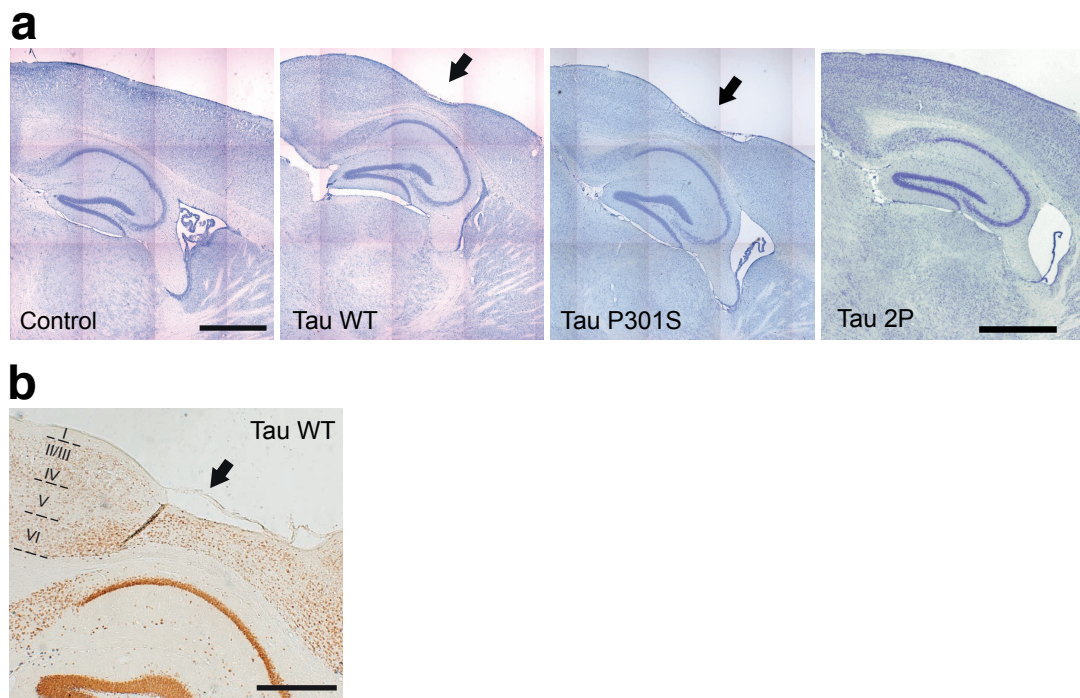 a
Control
Tau WT
Tau P301S
Tau 2P
b
Tau WT
I
II/III
IV
V
VI